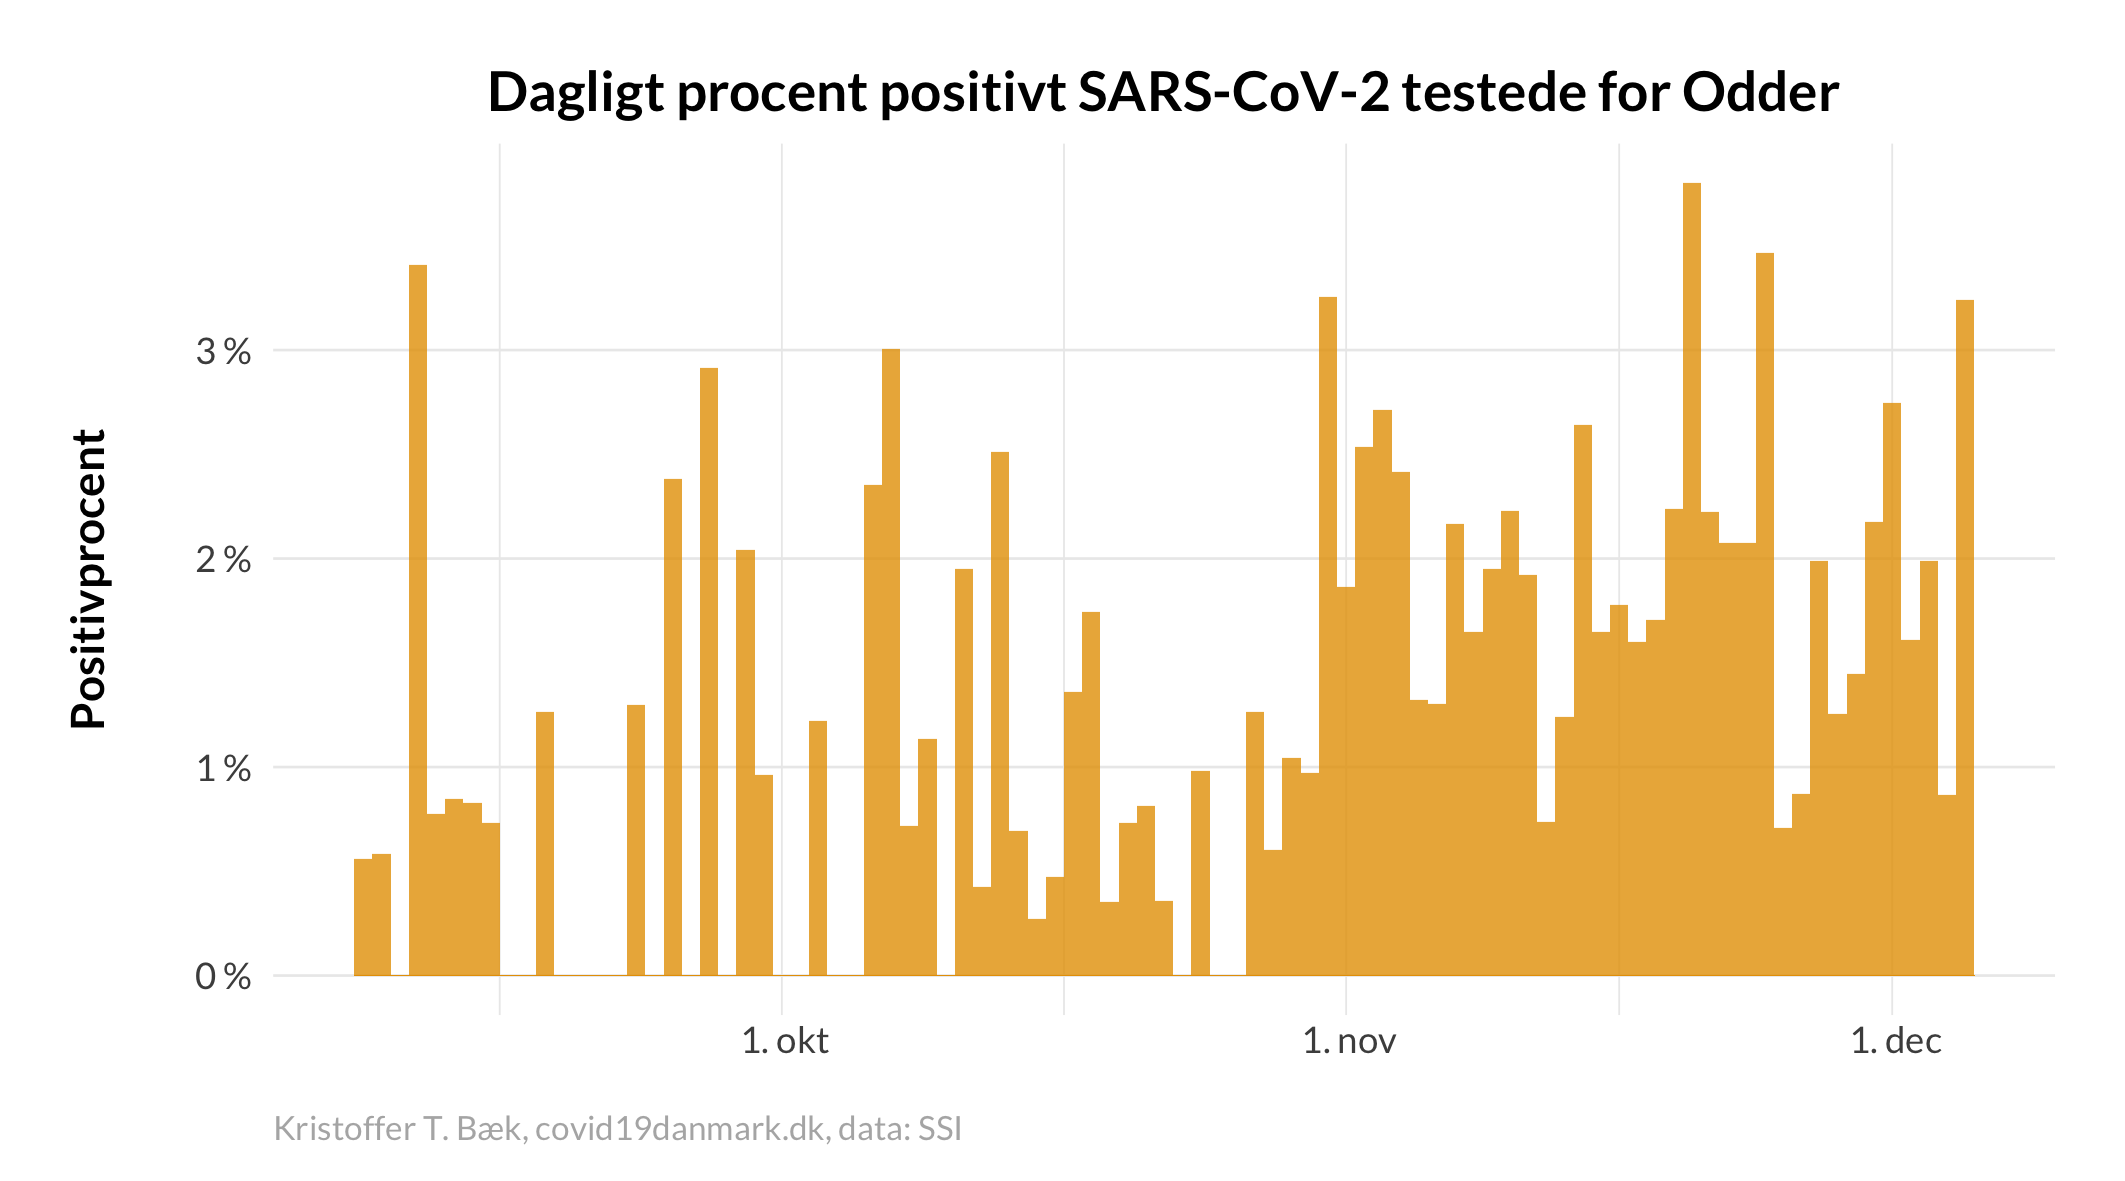 Dagligt procent positivt SARS-CoV-2 testede for Odder
Positivprocent
3 %
2 %
1 %
0 %
1. okt
1. nov
1. dec
Kristoffer T. Bæk, covid19danmark.dk, data: SSI